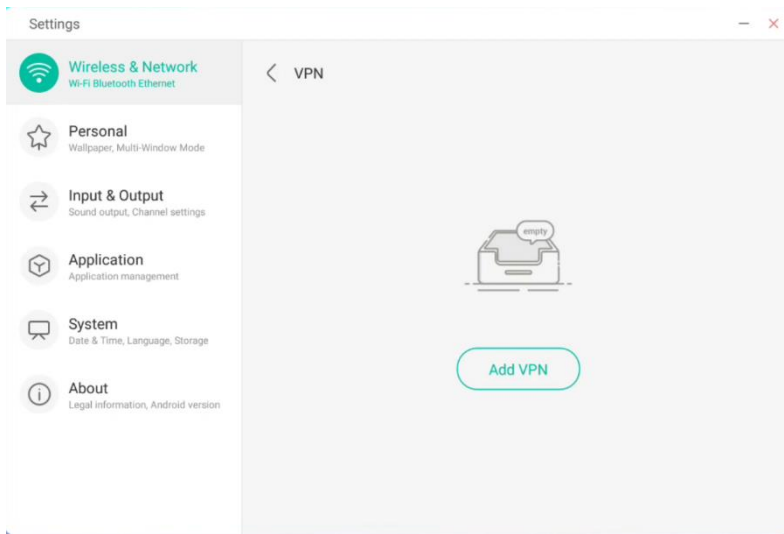 Settings
Wireless & Network
Wi-Fi Bluetooth Ethernet
Personal
Wallpaper, Multi-Window Mode
Input & Output
Sound output, Channel settings
Application
Application management
System
Date & Time, Language, Storage
About
Legal information, Android version
VPN
empty
Add VPN